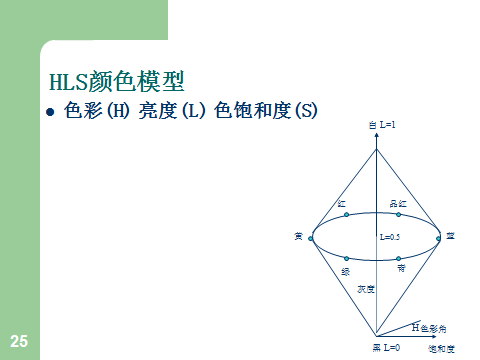 HLS颜色模型
色彩(H) 亮度(L) 色饱和度(S)
白 L=1
红
品红
黄
L=0.5
蓝
绿
青
灰度
H色彩角
黑 L=0
饱和度
25